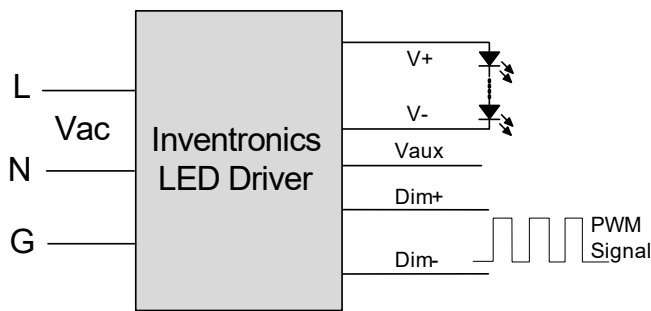 L
Vac
N
G
Inventronics
LED Driver
V+
V-
Vaux
Dim+
Dim-
PWM
Signal